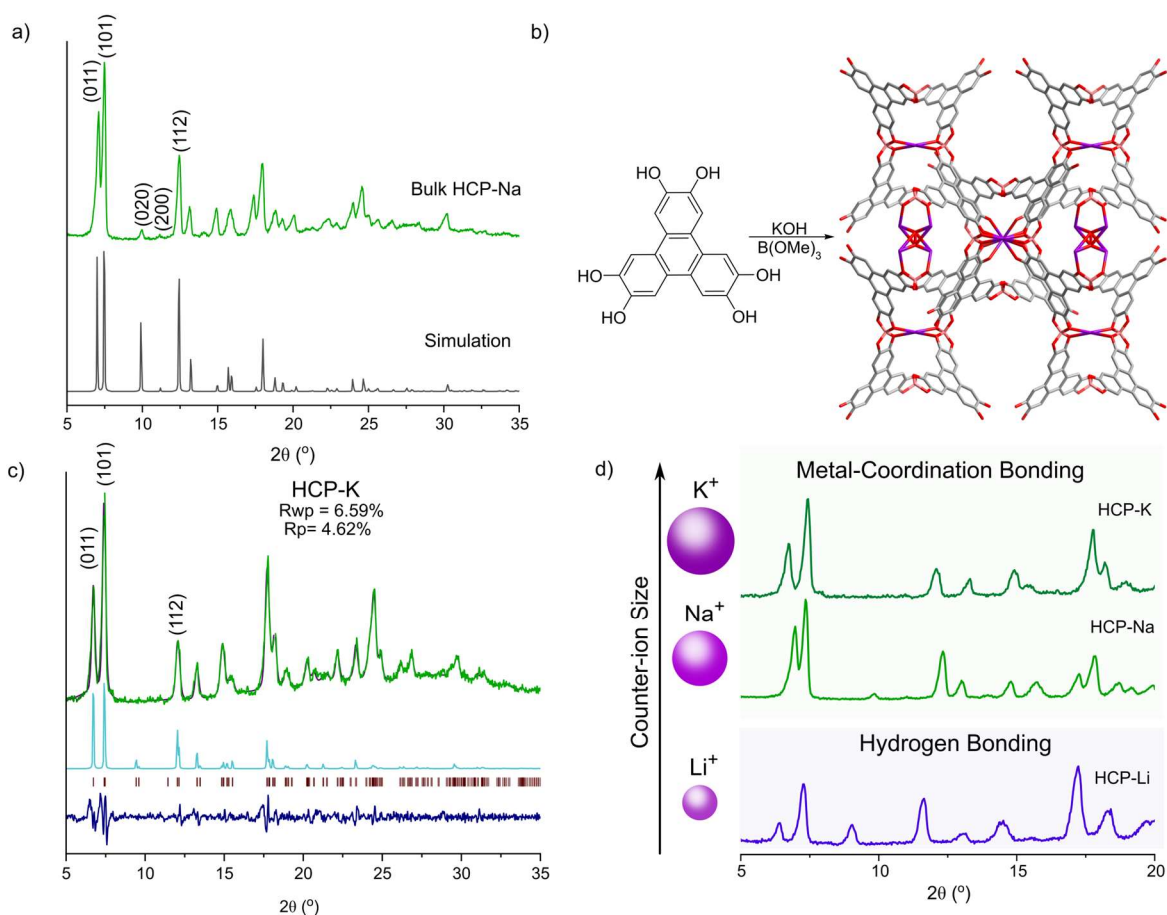 a)
(011)
(101)
(020)
(200)
(112)
Bulk HCP-Na
Simulation
5 10 15 20 25 30 35
2θ (º)
b)
HO OH
HO OH
HO OH
KOH
B(OMe)₃
c)
(011)
(101)
(112)
HCP-K
Rwp = 6.59%
Rp= 4.62%
5 10 15 20 25 30 35
2θ (º)
d)
Counter-ion Size
K⁺
Na⁺
Li⁺
Metal-Coordination Bonding
HCP-K
HCP-Na
Hydrogen Bonding
HCP-Li
5 10 15 20
2θ (º)